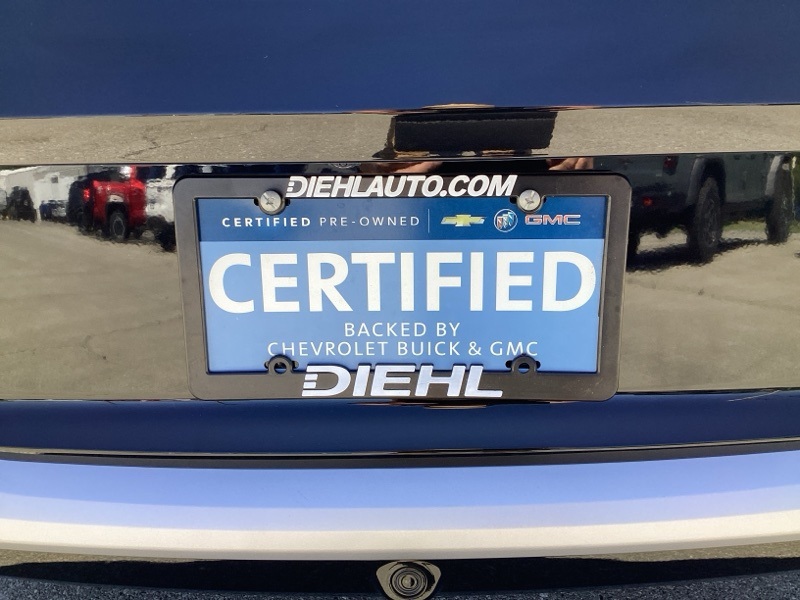 DIEHLAUTO.COM
CERTIFIED PRE-OWNED GMC
CERTIFIED
BACKED BY
CHEVROLET BUICK & GMC
DIEHL